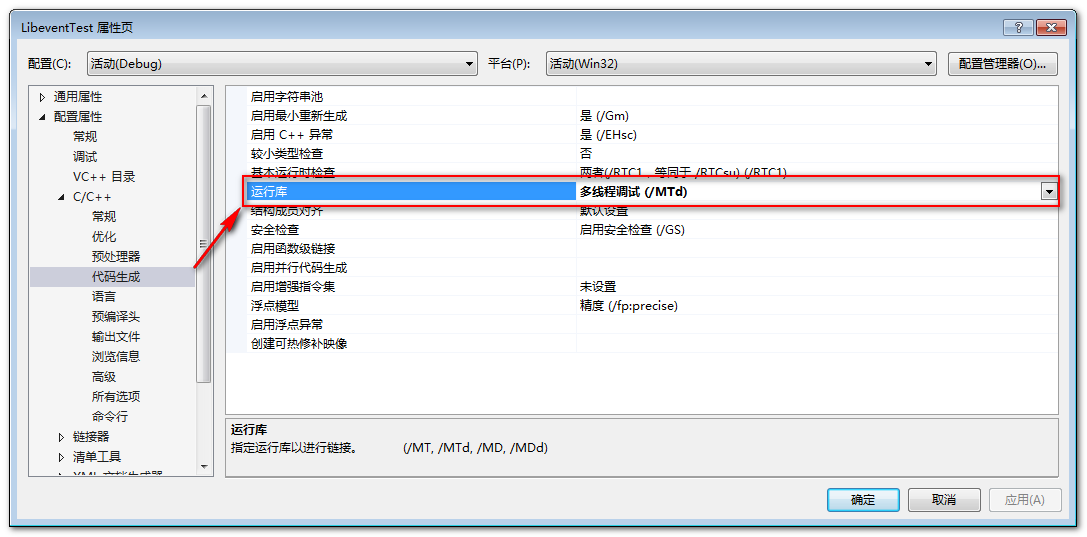 LibeventTest 属性页
配置(C): 活动(Debug) 平台(P): 活动(Win32) 配置管理器(O)...
通用属性
配置属性
常规
调试
VC++ 目录
C/C++
常规
优化
预处理器
代码生成
语言
预编译头
输出文件
浏览信息
高级
所有选项
命令行
链接器
清单工具
XML 文档生成器
启用字符串池
启用最小重新生成 是 (/Gm)
启用 C++ 异常 是 (/EHsc)
较小类型检查 否
基本运行时检查 两者(/RTC1，等同于 /RTCsu) (/RTC1)
运行库 多线程调试 (/MTd)
结构成员对齐 默认设置
安全检查 启用安全检查 (/GS)
启用函数级链接
启用并行代码生成
启用增强指令集 未设置
浮点模型 精度 (/fp:precise)
启用浮点异常
创建可热修补映像
运行库
指定运行库以进行链接。 (/MT, /MTd, /MD, /MDd)
确定 取消 应用(A)